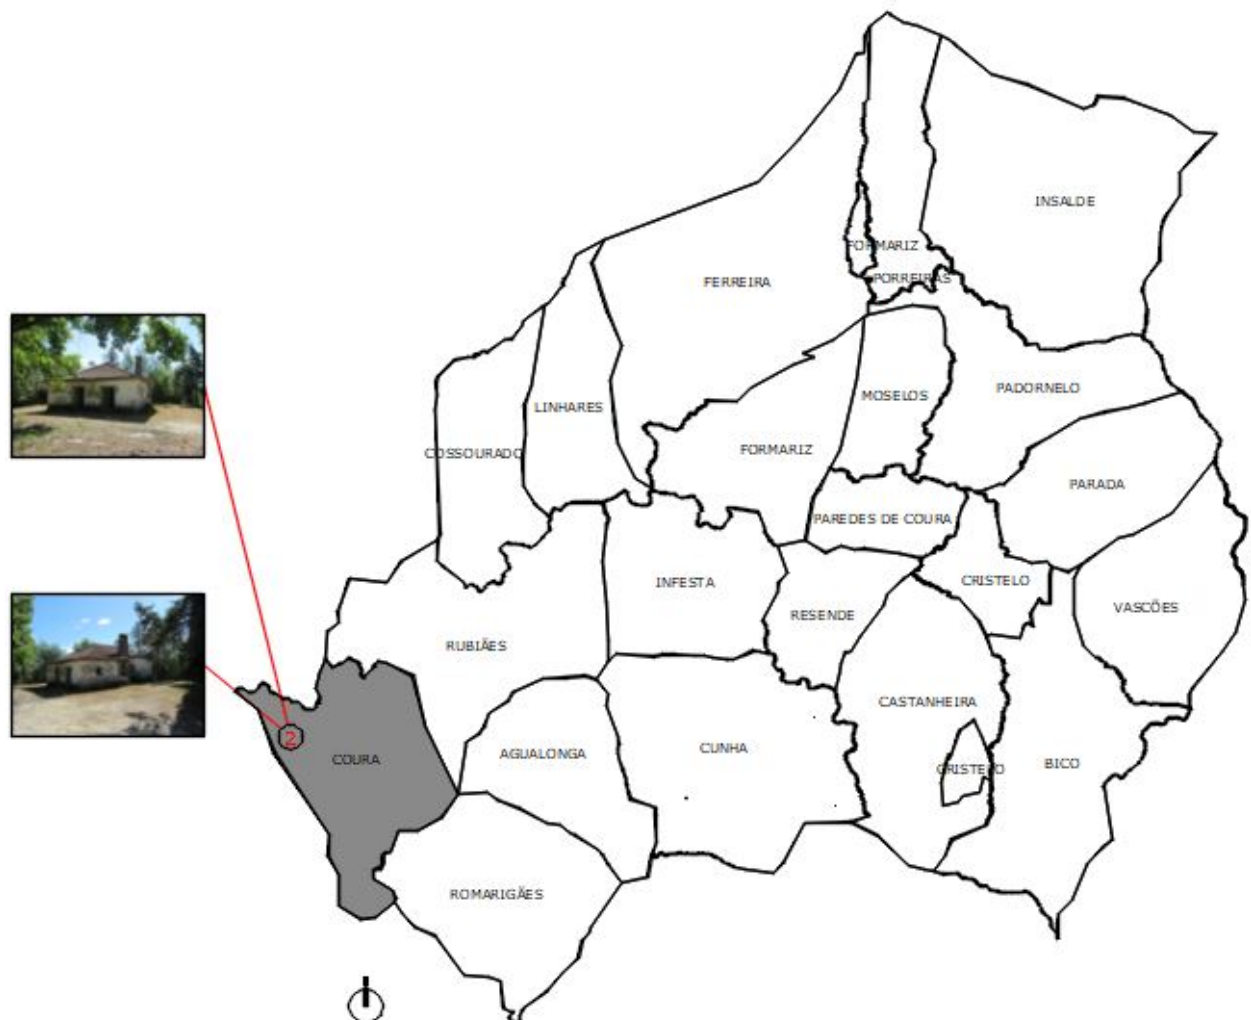 INSALDE
FORMARIZ
FERREIRA
PORREIRAS
PADORNELO
MOSELOS
LINHARES
COSSOURADO
FORMARIZ
PARADA
PAREDES DE COURA
CRISTELO
INFESTA
VASCÕES
RESENDE
RUBIÃES
CASTANHEIRA
2
CUNHA
AGUALONGA
COURA
BICO
CRISTELO
ROMARIGÃES